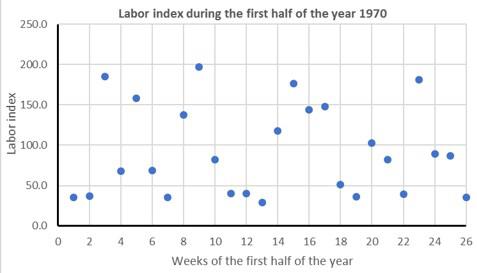 Labor index during the first half of the year 1970
250.0
200.0
150.0
100.0
50.0
0.0
Labor index
0 2 4 6 8 10 12 14 16 18 20 22 24 26
Weeks of the first half of the year